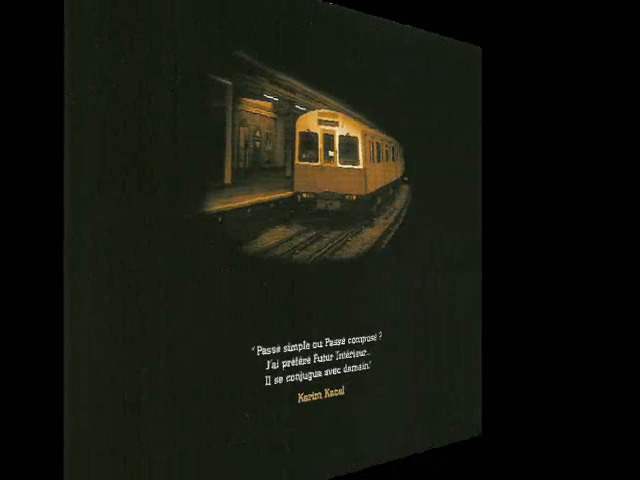 "Passé simple ou Passé composé ?
J'ai préféré Futur Intérieur...
Il se conjugue avec demain."
Karim Kacel